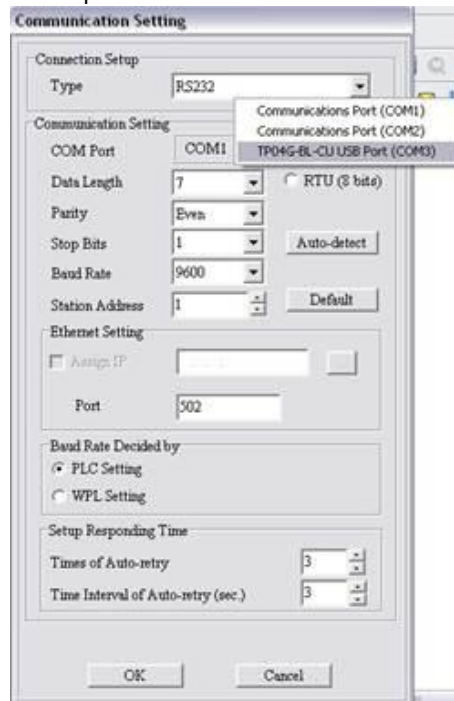 Communication Setting
Connection Setup
Type RS232
Communications Port (COM1)
Communications Port (COM2)
TP04G-BL-CU USB Port (COM3)
Communication Setting
COM Port COM1
Data Length 7 RTU (8 bits)
Parity Even
Stop Bits 1 Auto-detect
Baud Rate 9600
Station Address 1 Default
Ethernet Setting
Assign IP
Port 502
Baud Rate Decided by
PLC Setting
WPL Setting
Setup Responding Time
Times of Auto-retry 3
Time Interval of Auto-retry (sec.) 3
OK Cancel